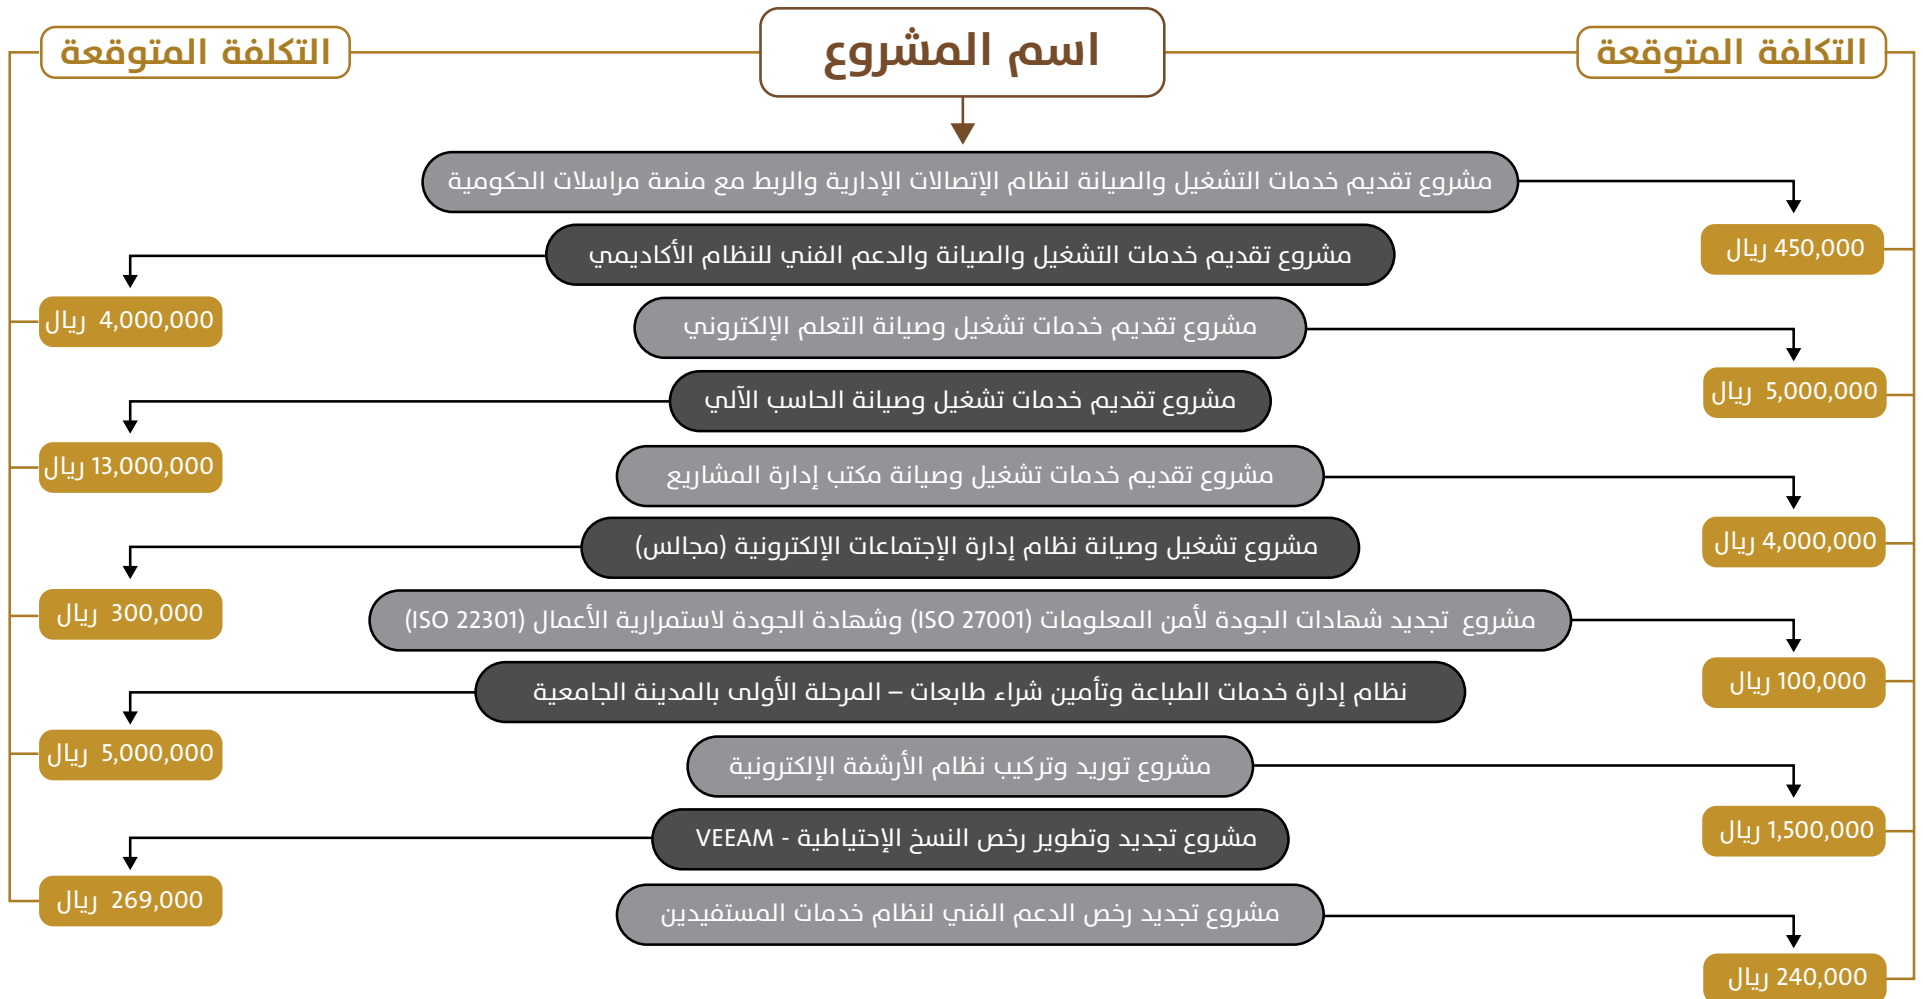 التكلفة المتوقعة
اسم المشروع
التكلفة المتوقعة
مشروع تقديم خدمات التشغيل والصيانة لنظام الإتصالات الإدارية والربط مع منصة مراسلات الحكومية
450,000 ريال
مشروع تقديم خدمات التشغيل والصيانة والدعم الفني للنظام الأكاديمي
4,000,000 ريال
مشروع تقديم خدمات تشغيل وصيانة التعلم الإلكتروني
5,000,000 ريال
مشروع تقديم خدمات تشغيل وصيانة الحاسب الآلي
13,000,000 ريال
مشروع تقديم خدمات تشغيل وصيانة مكتب إدارة المشاريع
4,000,000 ريال
مشروع تشغيل وصيانة نظام إدارة الإجتماعات الإلكترونية (مجالس)
300,000 ريال
مشروع تجديد شهادات الجودة لأمن المعلومات (ISO 27001) وشهادة الجودة لاستمرارية الأعمال (ISO 22301)
100,000 ريال
نظام إدارة خدمات الطباعة وتأمين شراء طابعات – المرحلة الأولى بالمدينة الجامعية
5,000,000 ريال
مشروع توريد وتركيب نظام الأرشفة الإلكترونية
1,500,000 ريال
مشروع تجديد وتطوير رخص النسخ الإحتياطية - VEEAM
269,000 ريال
مشروع تجديد رخص الدعم الفني لنظام خدمات المستفيدين
240,000 ريال